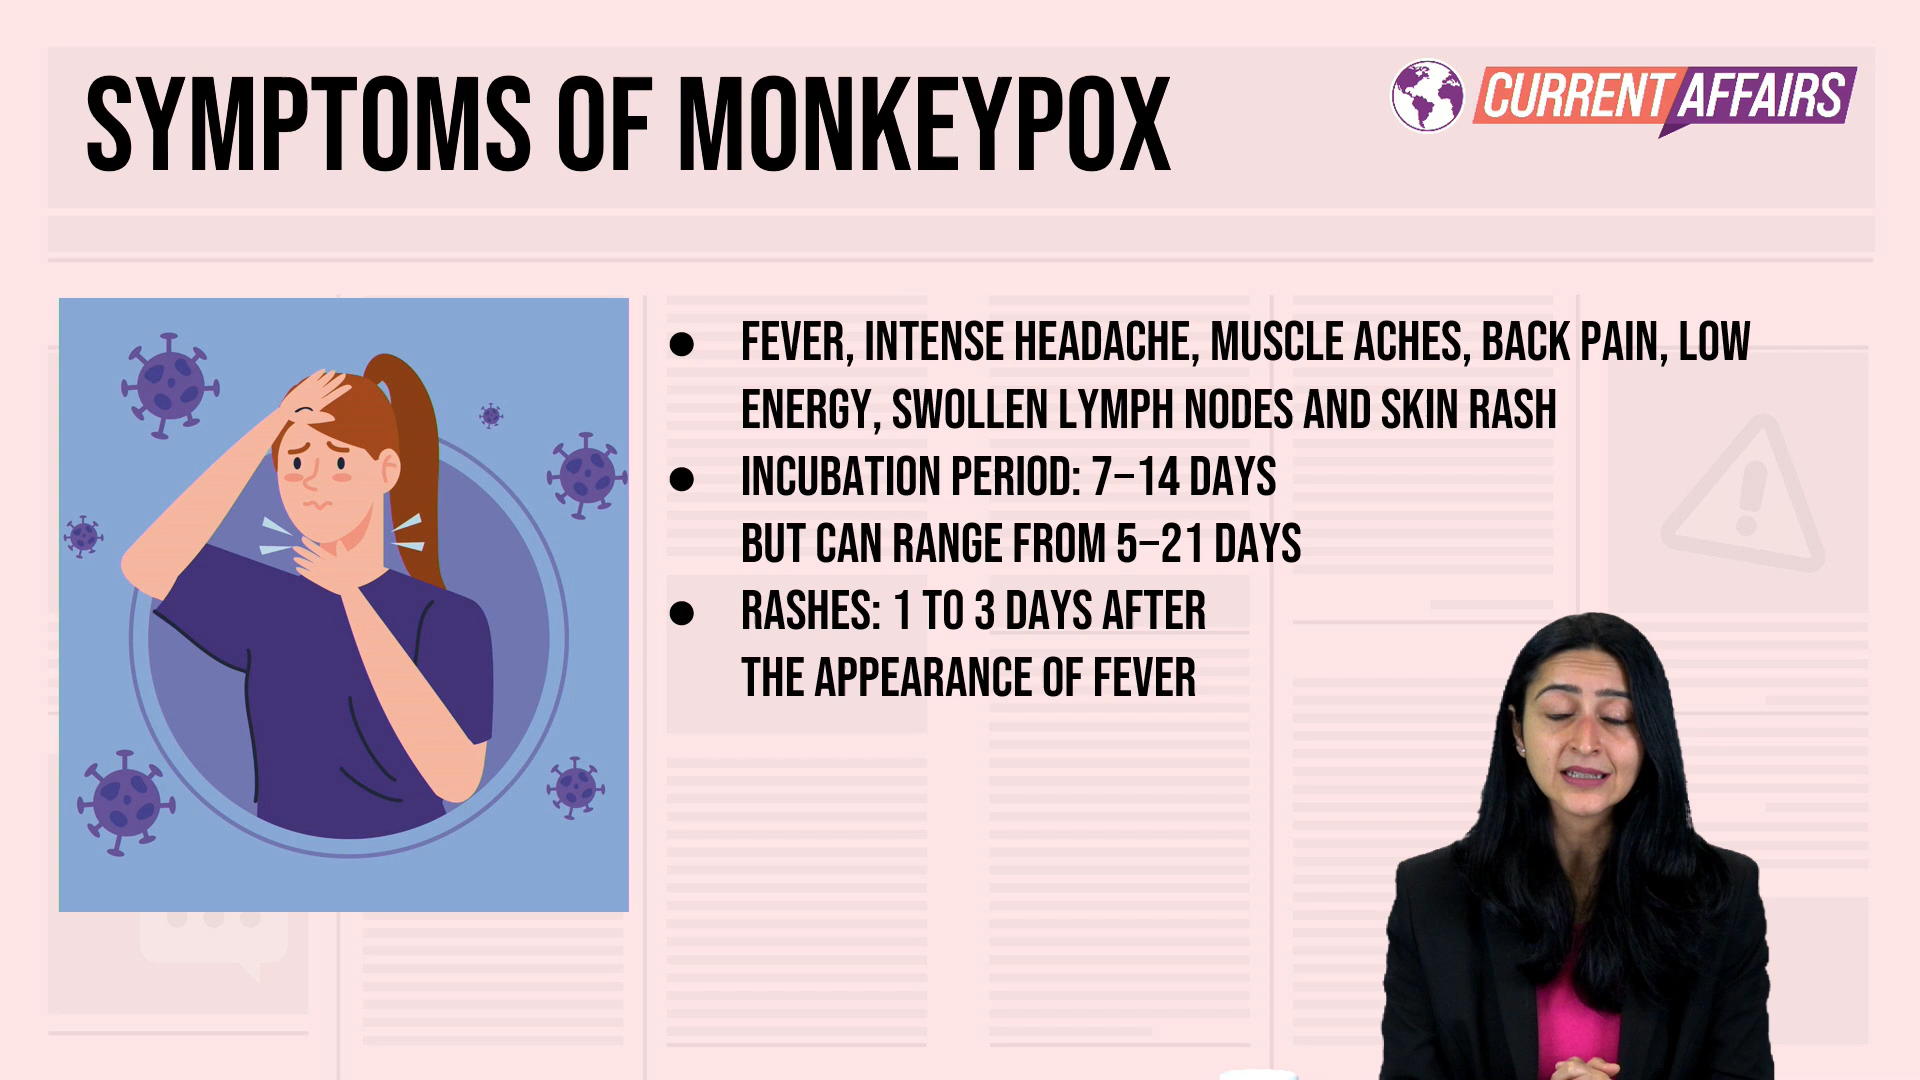 SYMPTOMS OF MONKEYPOX
CURRENT AFFAIRS
● FEVER, INTENSE HEADACHE, MUSCLE ACHES, BACK PAIN, LOW
ENERGY, SWOLLEN LYMPH NODES AND SKIN RASH
● INCUBATION PERIOD: 7–14 DAYS
BUT CAN RANGE FROM 5–21 DAYS
● RASHES: 1 TO 3 DAYS AFTER
THE APPEARANCE OF FEVER